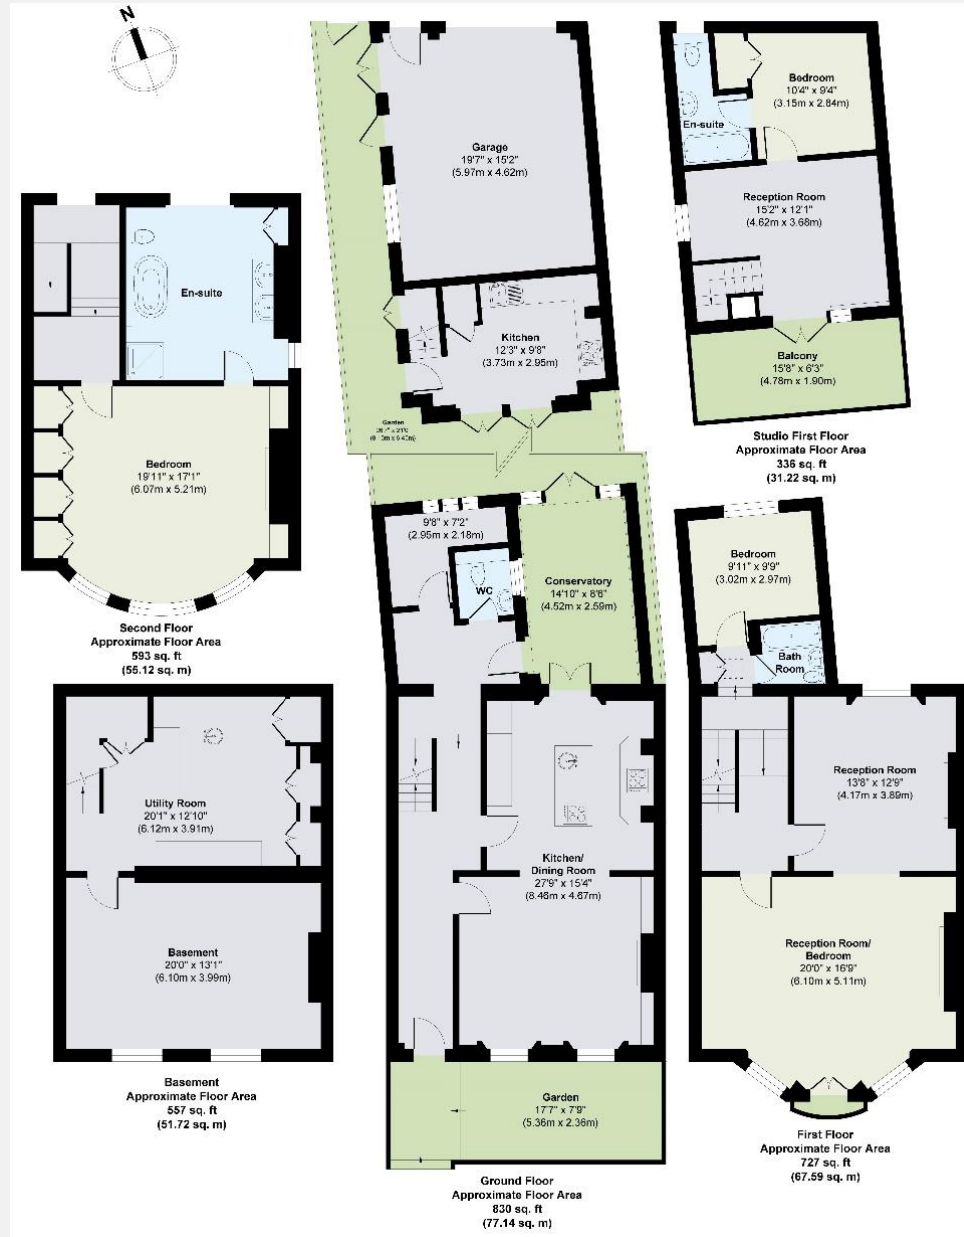 N
Garage
19'7" x 15'2"
(5.97m x 4.62m)
Kitchen
12'3" x 9'8"
(3.73m x 2.95m)
Garden
Bedroom
10'4" x 9'4"
(3.15m x 2.84m)
En-suite
Reception Room
15'2" x 12'1"
(4.62m x 3.68m)
Balcony
15'8" x 6'3"
(4.78m x 1.90m)
Studio First Floor
Approximate Floor Area
336 sq. ft
(31.22 sq. m)
En-suite
Bedroom
19'11" x 17'1"
(6.07m x 5.21m)
Second Floor
Approximate Floor Area
593 sq. ft
(55.12 sq. m)
9'8" x 7'2"
(2.95m x 2.18m)
WC
Conservatory
14'10" x 8'6"
(4.52m x 2.59m)
Kitchen/
Dining Room
27'9" x 15'4"
(8.46m x 4.67m)
Garden
17'7" x 7'9"
(5.36m x 2.36m)
Ground Floor
Approximate Floor Area
830 sq. ft
(77.14 sq. m)
Bedroom
9'11" x 9'9"
(3.02m x 2.97m)
Bath
Room
Reception Room
13'8" x 12'9"
(4.17m x 3.89m)
Reception Room/
Bedroom
20'0" x 16'9"
(6.10m x 5.11m)
First Floor
Approximate Floor Area
727 sq. ft
(67.59 sq. m)
Utility Room
20'1" x 12'10"
(6.12m x 3.91m)
Basement
20'0" x 13'1"
(6.10m x 3.99m)
Basement
Approximate Floor Area
557 sq. ft
(51.72 sq. m)